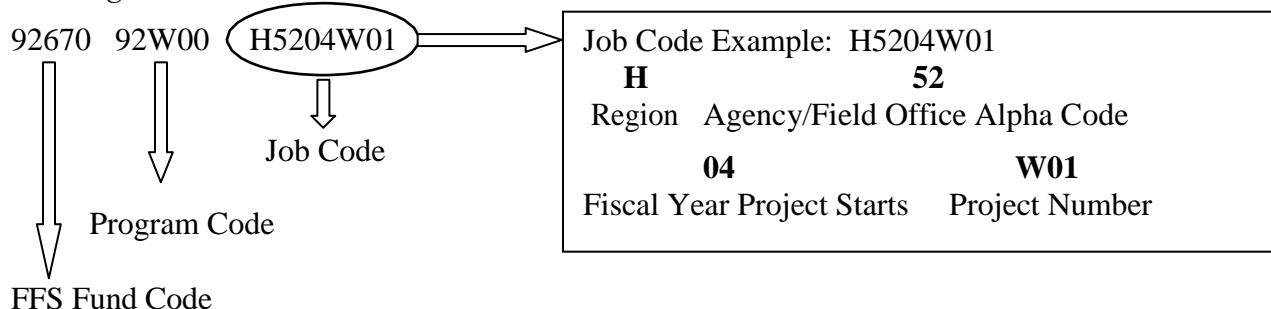 92670 92W00 H5204W01
Job Code Example: H5204W01
H 52
Region Agency/Field Office Alpha Code
04 W01
Fiscal Year Project Starts Project Number
Job Code
Program Code
FFS Fund Code